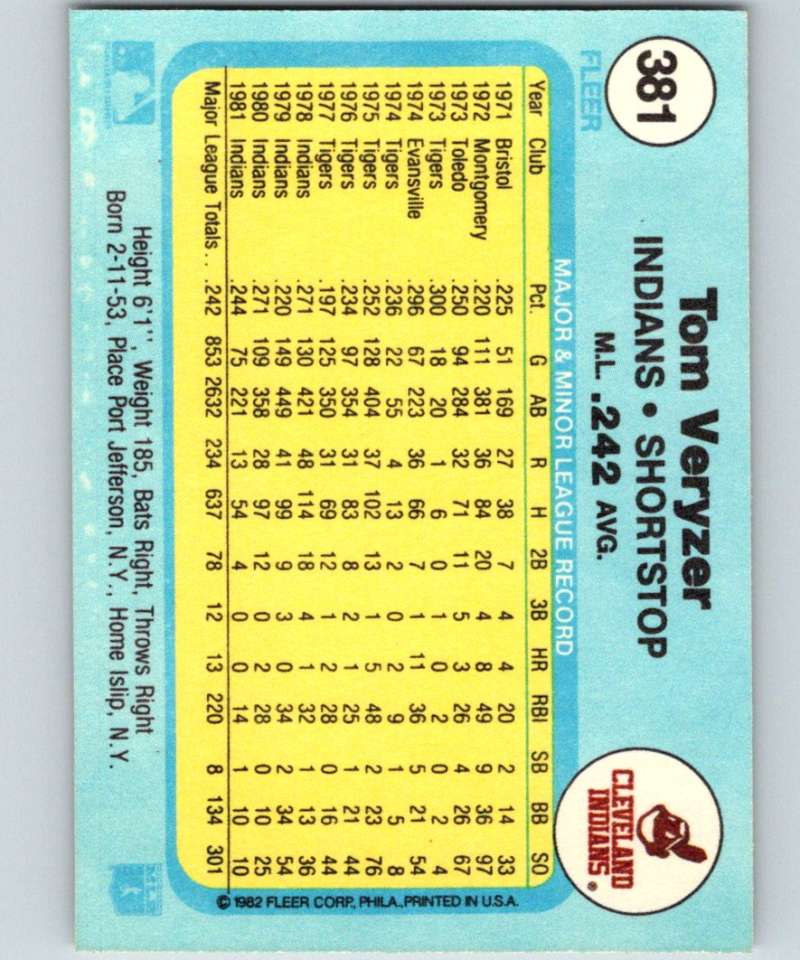 381
FLEER
Tom Veryzer
INDIANS • SHORTSTOP
M.L. .242 AVG.
CLEVELAND
INDIANS®
MAJOR & MINOR LEAGUE RECORD
Year Club Pct. G AB R H 2B 3B HR RBI SB BB SO
1971 Bristol .225 51 169 27 38 7 4 4 20 2 14 33
1972 Montgomery .220 111 381 36 84 20 4 8 49 9 36 97
1973 Toledo .250 94 284 32 71 11 5 3 26 4 26 67
1973 Tigers .300 18 20 1 6 0 1 0 2 0 2 4
1974 Evansville .296 67 223 36 66 7 1 11 36 5 21 54
1974 Tigers .236 22 55 4 13 2 0 2 9 1 5 8
1975 Tigers .252 128 404 37 102 13 1 5 48 2 23 76
1976 Tigers .234 97 354 31 83 8 2 1 25 1 21 44
1977 Tigers .197 125 350 31 69 12 1 2 28 0 16 44
1978 Indians .271 130 421 48 114 18 4 1 32 1 13 36
1979 Indians .220 149 449 41 99 9 3 0 34 2 34 54
1980 Indians .271 109 358 28 97 12 0 2 28 0 10 25
1981 Indians .244 75 221 13 54 4 0 0 14 1 10 10
Major League Totals . . .242 853 2632 234 637 78 12 13 220 8 134 301
© 1982 FLEER CORP., PHILA., PRINTED IN U.S.A.
Height 6'1'', Weight 185, Bats Right, Throws Right
Born 2-11-53, Place Port Jefferson, N.Y., Home Islip, N.Y.